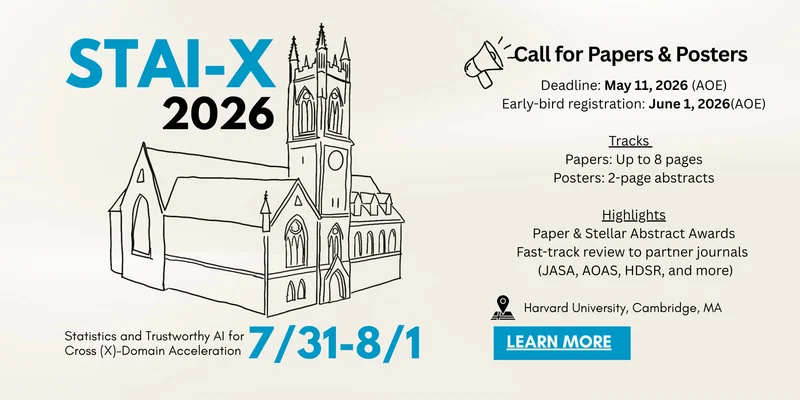 STAI-X
2026
Statistics and Trustworthy AI for
Cross (X)-Domain Acceleration
7/31-8/1
Call for Papers & Posters
Deadline: May 11, 2026 (AOE)
Early-bird registration: June 1, 2026(AOE)
Tracks
Papers: Up to 8 pages
Posters: 2-page abstracts
Highlights
Paper & Stellar Abstract Awards
Fast-track review to partner journals
(JASA, AOAS, HDSR, and more)
Harvard University, Cambridge, MA
LEARN MORE